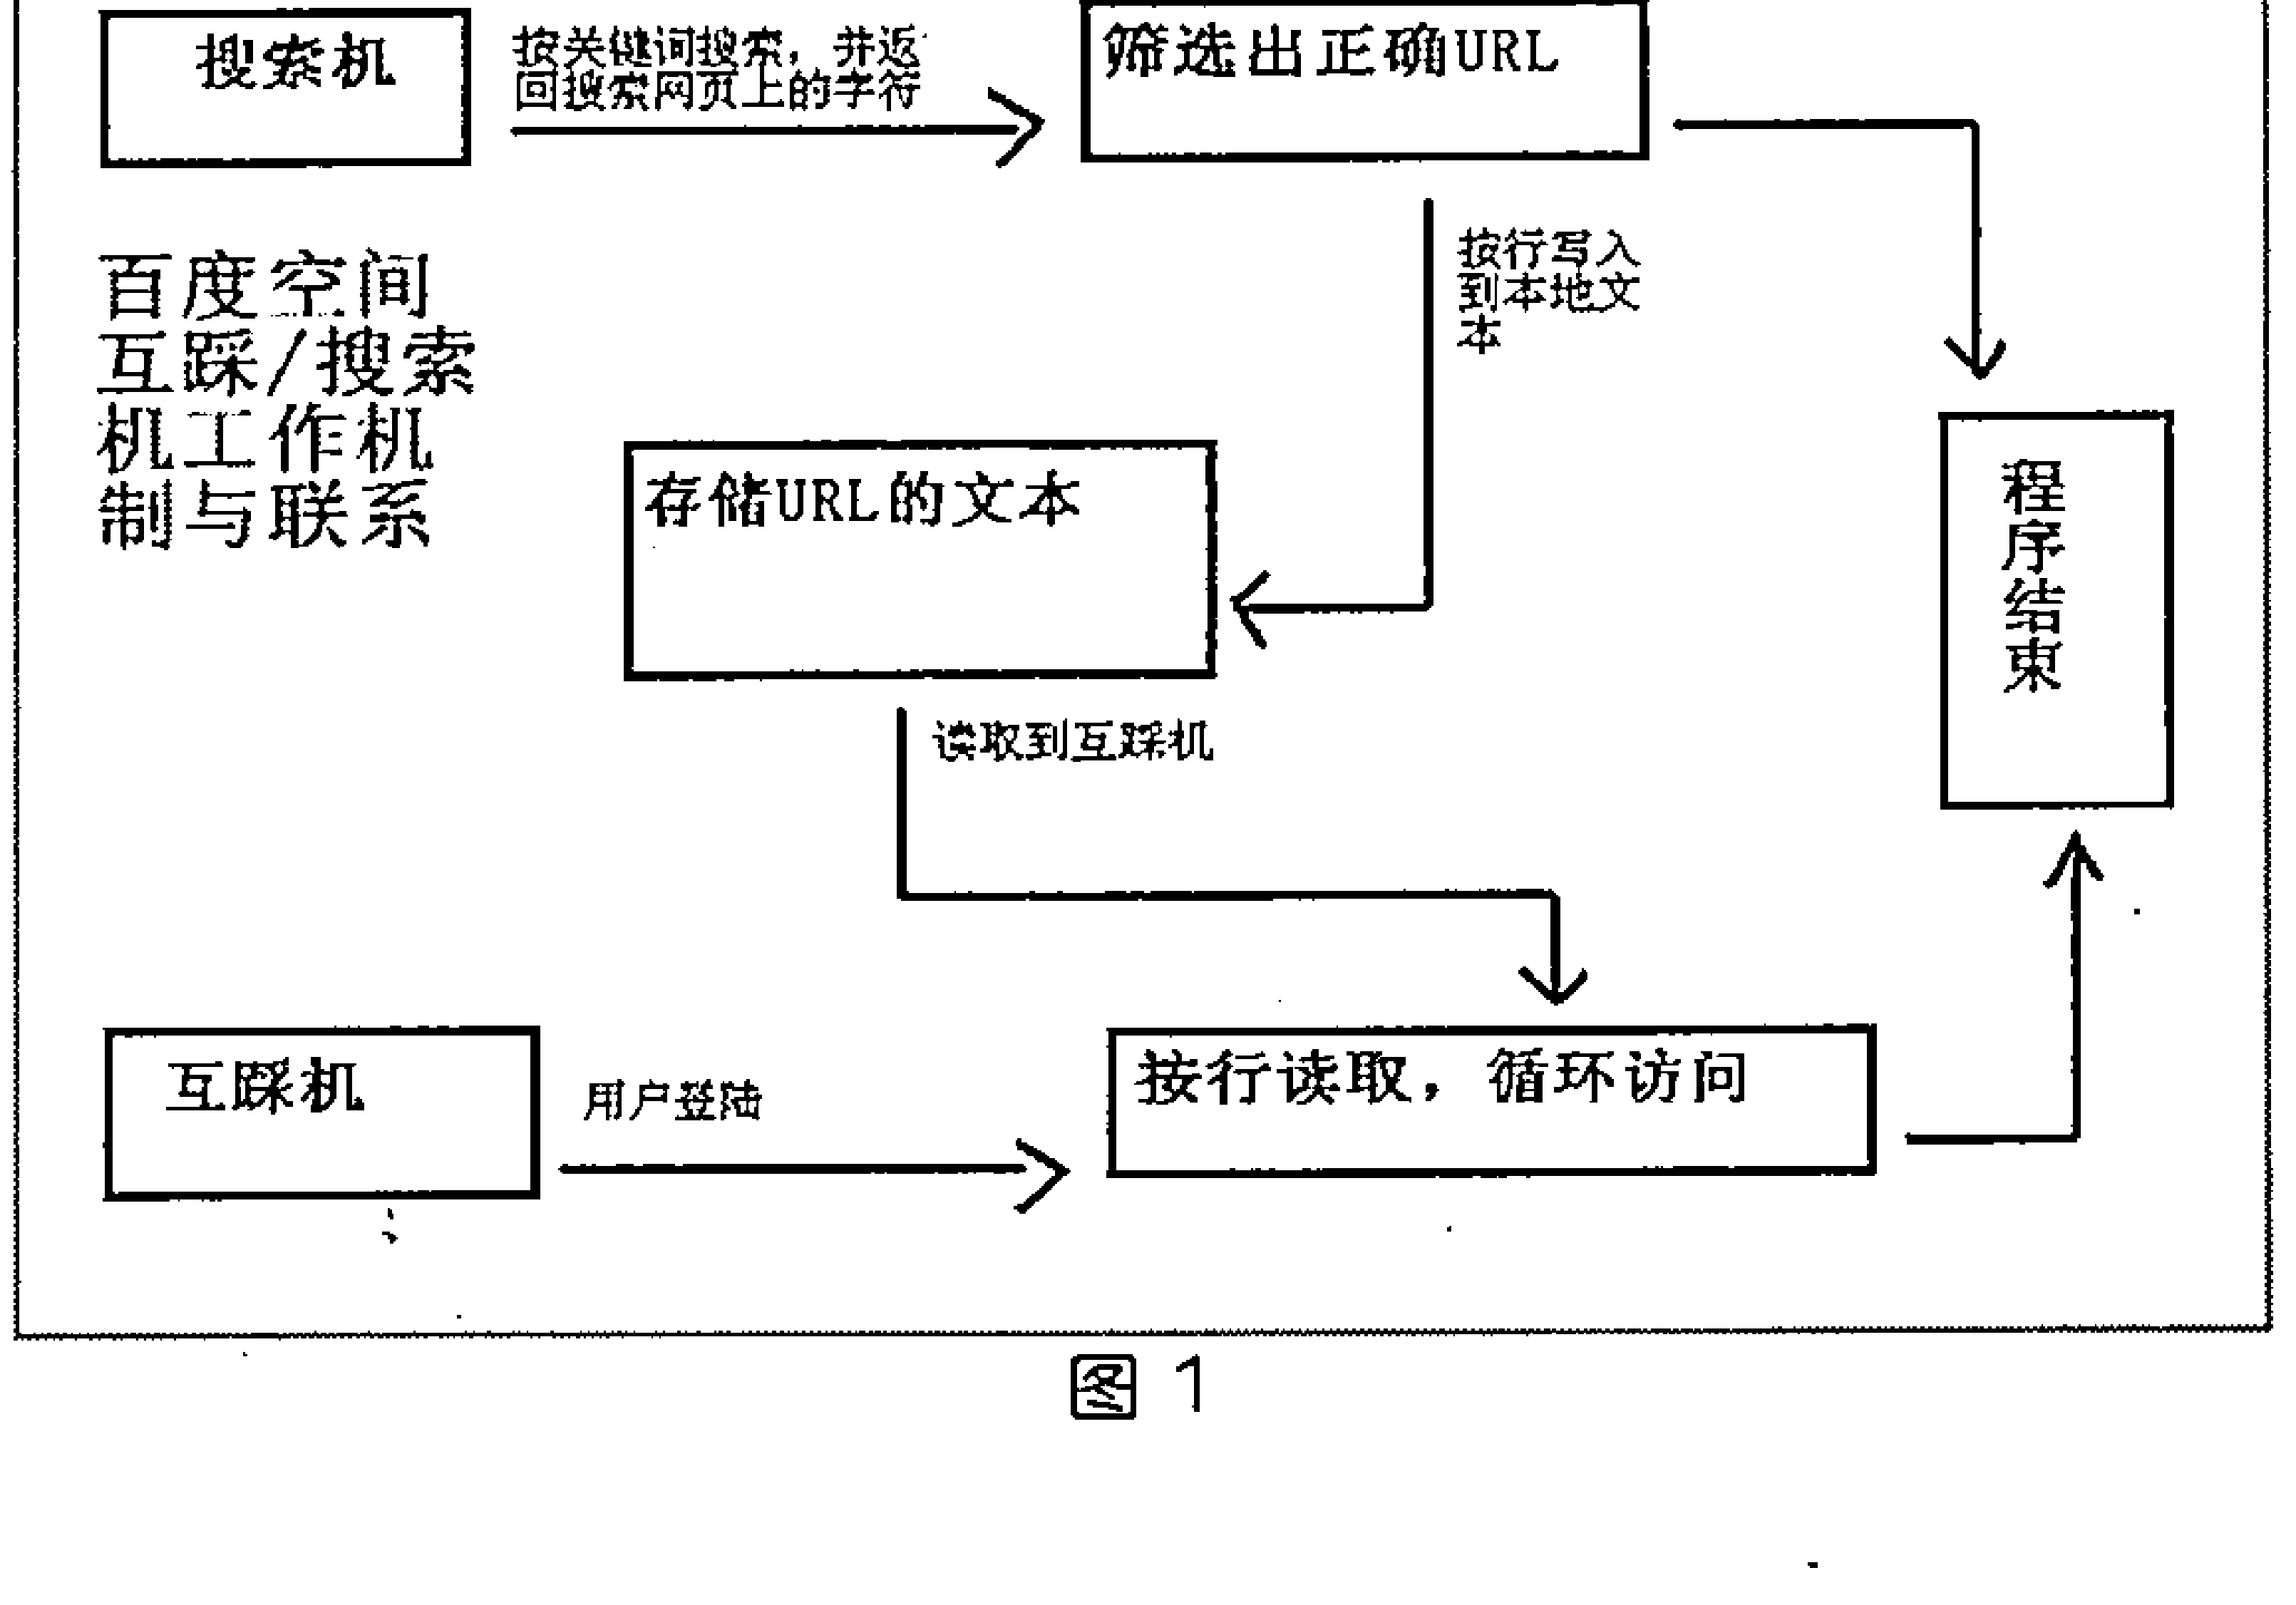 搜索机
按关键词搜索，并返
回搜索网页上的字符
筛选出正确URL
百度空间
互踩/搜索
机工作机
制与联系
按行写入
到本地文
本
存储URL的文本
程序结束
读取到互踩机
互踩机
用户登陆
按行读取，循环访问
图 1